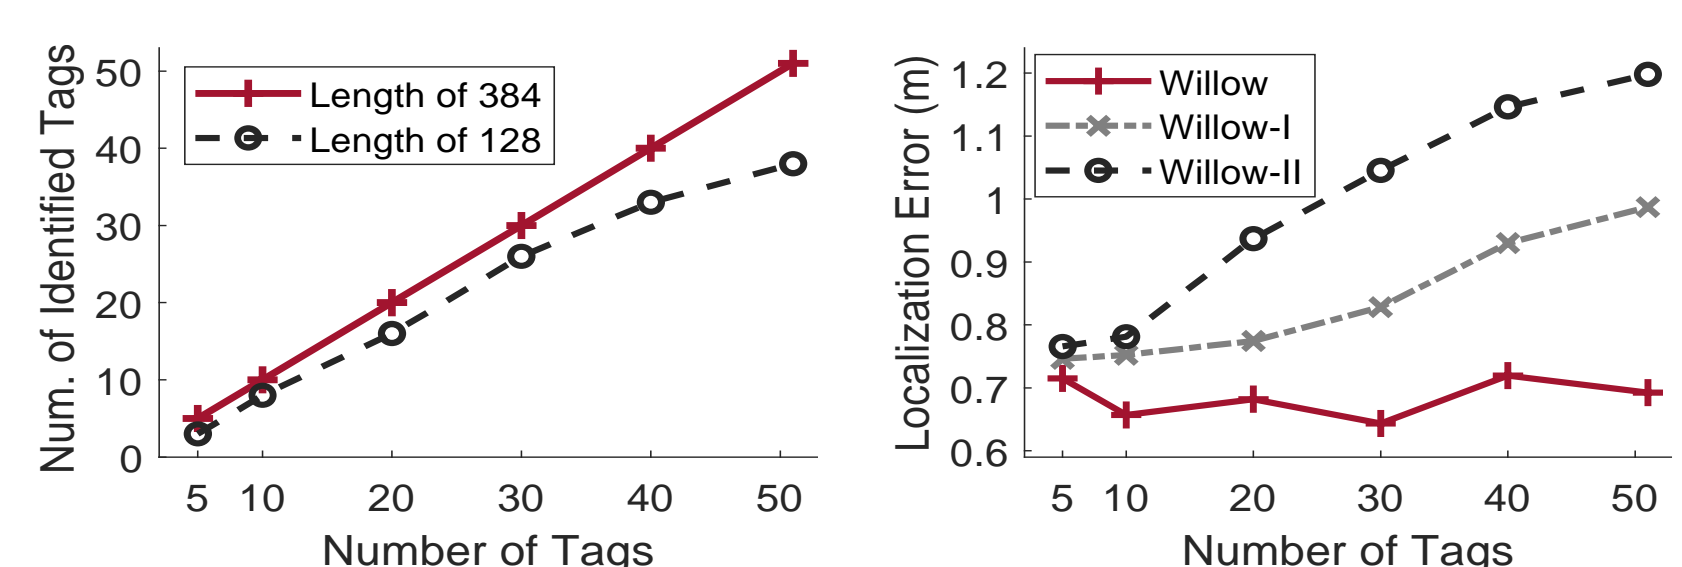 Num. of Identified Tags
50
40
30
20
10
0
Length of 384
Length of 128
5 10 20 30 40 50
Number of Tags
Localization Error (m)
1.2
1.1
1
0.9
0.8
0.7
0.6
Willow
Willow-I
Willow-II
5 10 20 30 40 50
Number of Tags